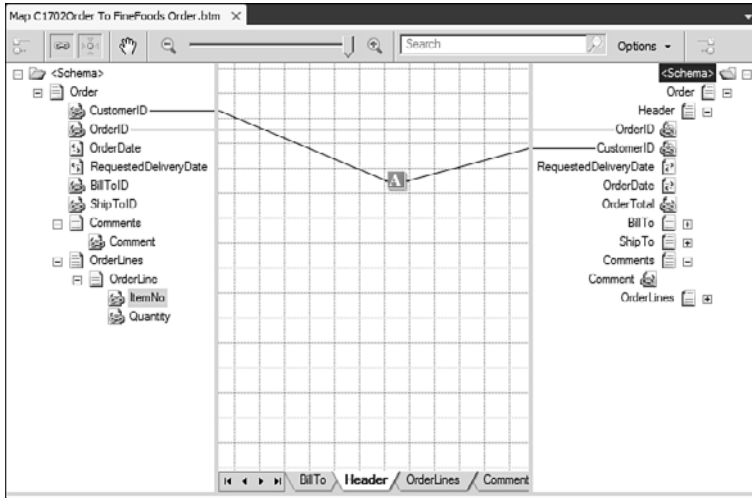 Map C1702Order To FineFoods Order.btm ×
Search
Options
<Schema>
Order
CustomerID
OrderID
OrderDate
RequestedDeliveryDate
BillToID
ShipToID
Comments
Comment
OrderLines
OrderLine
ItemNo
Quantity
A
<Schema>
Order
Header
OrderID
CustomerID
RequestedDeliveryDate
OrderDate
OrderTotal
BillTo
ShipTo
Comments
Comment
OrderLines
BillTo
Header
OrderLines
Comment